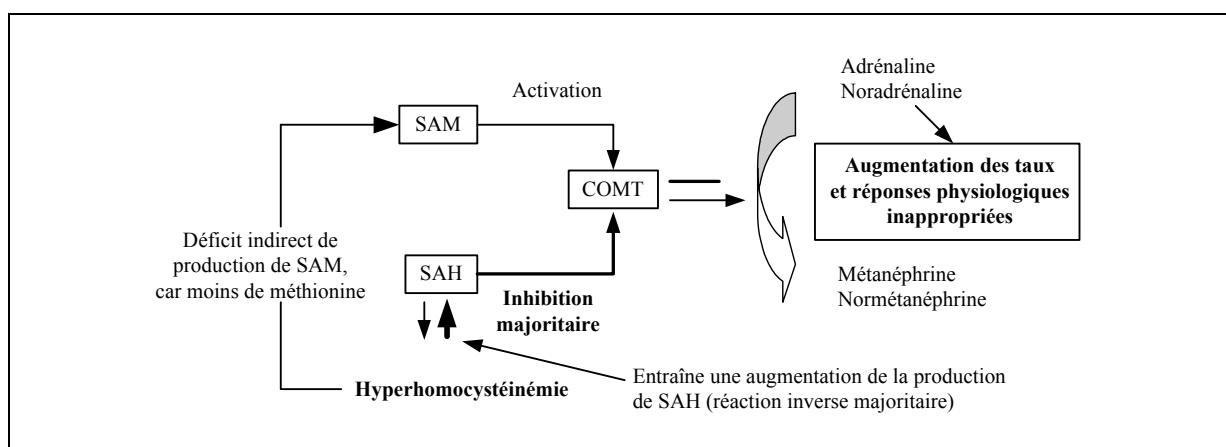 Adrénaline
Noradrénaline
Activation
SAM
Augmentation des taux
et réponses physiologiques
inappropriées
COMT
Déficit indirect de
production de SAM,
car moins de méthionine
SAH
Inhibition
majoritaire
Métanéphrine
Normétanéphrine
Hyperhomocystéinémie
Entraîne une augmentation de la production
de SAH (réaction inverse majoritaire)